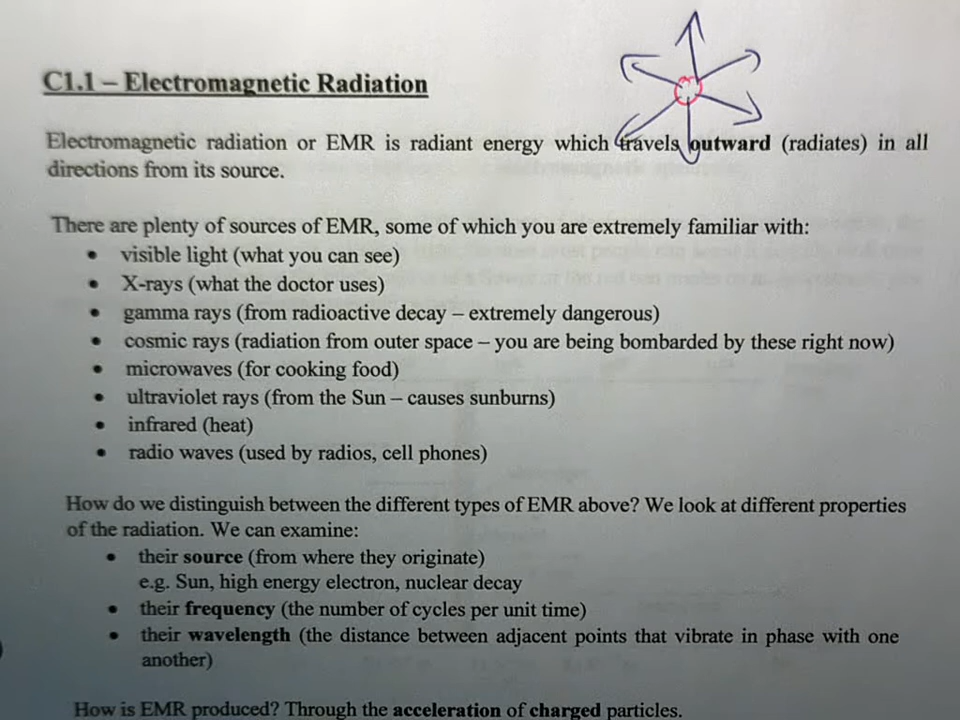 C1.1 – Electromagnetic Radiation
Electromagnetic radiation or EMR is radiant energy which travels outward (radiates) in all
directions from its source.
There are plenty of sources of EMR, some of which you are extremely familiar with:
• visible light (what you can see)
• X-rays (what the doctor uses)
• gamma rays (from radioactive decay – extremely dangerous)
• cosmic rays (radiation from outer space – you are being bombarded by these right now)
• microwaves (for cooking food)
• ultraviolet rays (from the Sun – causes sunburns)
• infrared (heat)
• radio waves (used by radios, cell phones)
How do we distinguish between the different types of EMR above? We look at different properties
of the radiation. We can examine:
• their source (from where they originate)
e.g. Sun, high energy electron, nuclear decay
• their frequency (the number of cycles per unit time)
• their wavelength (the distance between adjacent points that vibrate in phase with one
another)
How is EMR produced? Through the acceleration of charged particles.